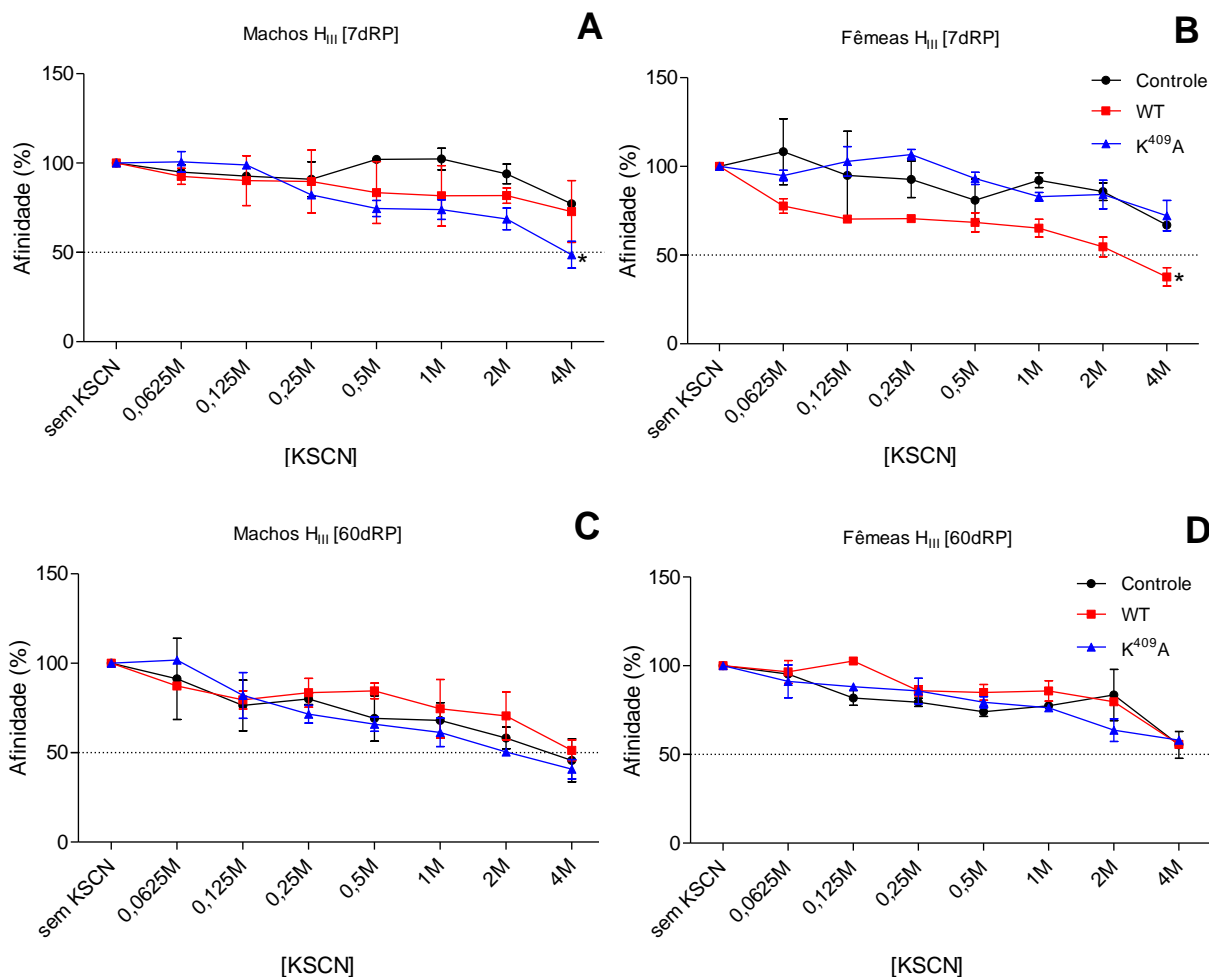 Machos H_III [7dRP]
A
Afinidade (%)
150
100
50
0
*
sem KSCN
0,0625M
0,125M
0,25M
0,5M
1M
2M
4M
[KSCN]
Fêmeas H_III [7dRP]
B
Controle
WT
K^409A
Afinidade (%)
150
100
50
0
*
sem KSCN
0,0625M
0,125M
0,25M
0,5M
1M
2M
4M
[KSCN]
Machos H_III [60dRP]
C
Afinidade (%)
150
100
50
0
sem KSCN
0,0625M
0,125M
0,25M
0,5M
1M
2M
4M
[KSCN]
Fêmeas H_III [60dRP]
D
Controle
WT
K^409A
Afinidade (%)
150
100
50
0
sem KSCN
0,0625M
0,125M
0,25M
0,5M
1M
2M
4M
[KSCN]